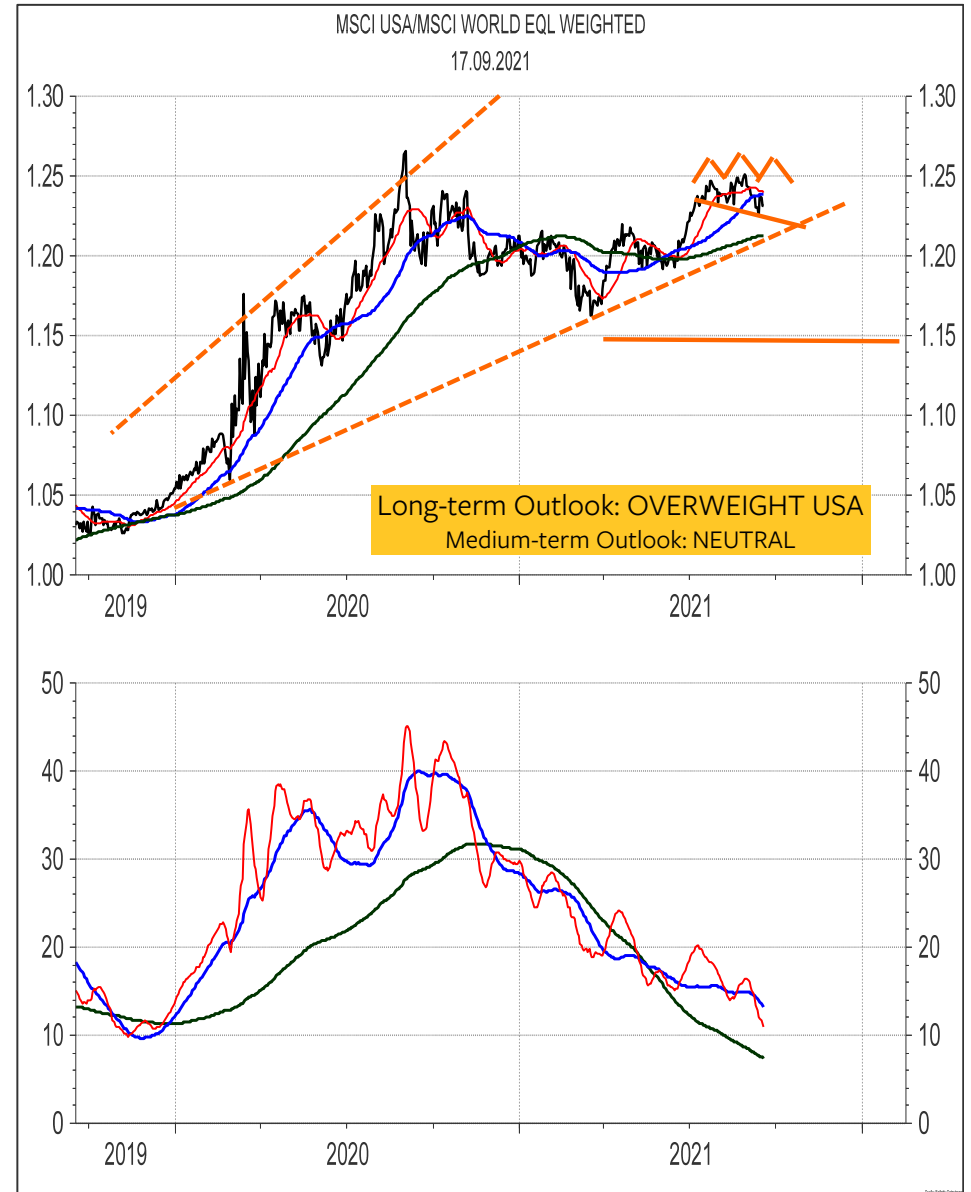 MSCI USA/MSCI WORLD EQL WEIGHTED
17.09.2021
1.30 1.30
1.25 1.25
1.20 1.20
1.15 1.15
1.10 1.10
1.05 1.05
Long-term Outlook: OVERWEIGHT USA
Medium-term Outlook: NEUTRAL
1.00 1.00
2019 2020 2021
50 50
40 40
30 30
20 20
10 10
0 0
2019 2020 2021